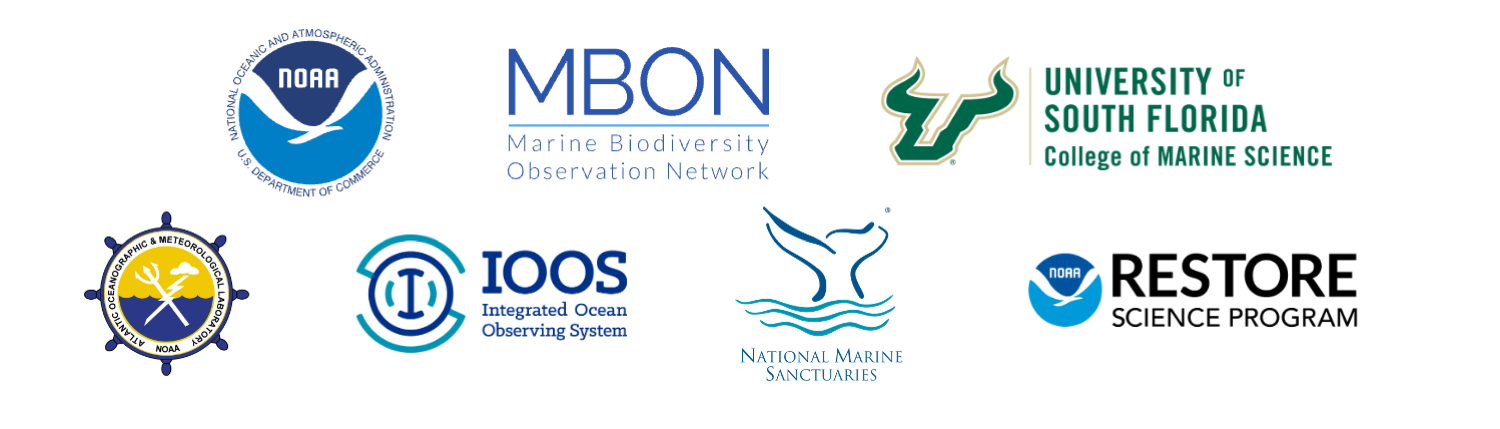 NATIONAL OCEANIC AND ATMOSPHERIC ADMINISTRATION
NOAA
U.S. DEPARTMENT OF COMMERCE
MBON
Marine Biodiversity
Observation Network
UNIVERSITY OF
SOUTH FLORIDA
College of MARINE SCIENCE
®
ATLANTIC OCEANOGRAPHIC & METEOROLOGICAL LABORATORY
NOAA
IOOS
Integrated Ocean
Observing System
®
NATIONAL MARINE
SANCTUARIES
NOAA
RESTORE
SCIENCE PROGRAM